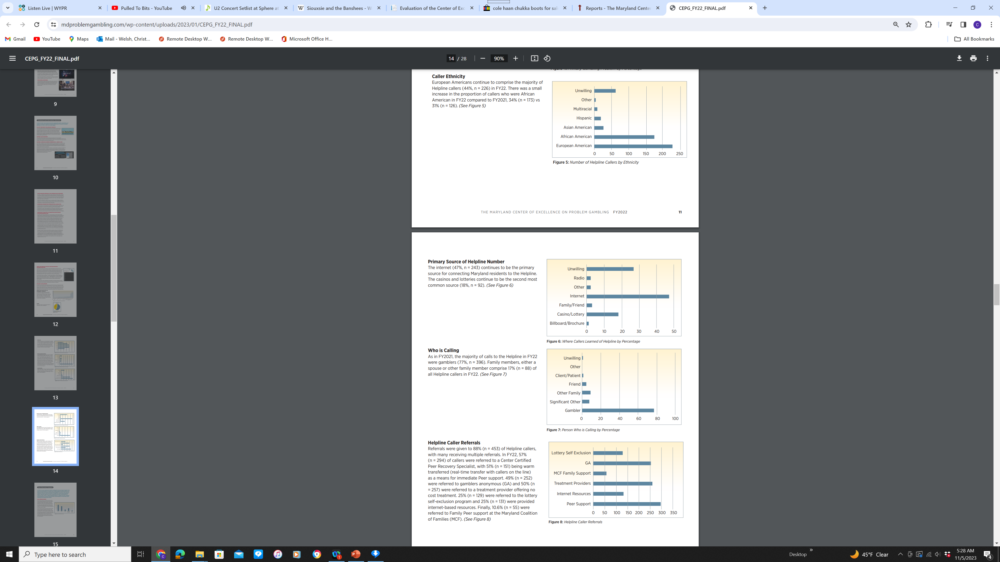 Listen Live | WYPR
Pulled To Bits - YouTube
U2 Concert Setlist at Sphere at
Siouxsie and the Banshees - W
Evaluation of the Center of Exc
cole haan chukka boots for sal
Reports - The Maryland Center
CEPG_FY22_FINAL.pdf
mdproblemgambling.com/wp-content/uploads/2023/01/CEPG_FY22_FINAL.pdf
C
Gmail
YouTube
Maps
Mail - Welsh, Christ...
Remote Desktop W...
Remote Desktop W...
Microsoft Office H...
All Bookmarks
CEPG_FY22_FINAL.pdf
14 / 28
90%
9
10
11
12
13
14
15
Caller Ethnicity
European Americans continue to comprise the majority of
Helpline callers (44%, n = 226) in FY22. There was a small
increase in the proportion of callers who were African
American in FY22 compared to FY2021, 34% (n = 173) vs
31% (n = 126). (See Figure 5)
Unwilling
Other
Multiracial
Hispanic
Asian American
African American
European American
0 50 100 150 200 250
Figure 5: Number of Helpline Callers by Ethnicity
THE MARYLAND CENTER OF EXCELLENCE ON PROBLEM GAMBLING FY2022 11
Primary Source of Helpline Number
The internet (47%, n = 243) continues to be the primary
source for connecting Maryland residents to the Helpline.
The casinos and lotteries continue to be the second most
common source (18%, n = 92). (See Figure 6)
Unwilling
Radio
Other
Internet
Family/Friend
Casino/Lottery
Billboard/Brochure
0 10 20 30 40 50
Figure 6: Where Callers Learned of Helpline by Percentage
Who is Calling
As in FY2021, the majority of calls to the Helpline in FY22
were gamblers (77%, n = 396). Family members, either a
spouse or other family member comprise 17% (n = 88) of
all Helpline callers in FY22. (See Figure 7)
Unwilling
Other
Client/Patient
Friend
Other Family
Significant Other
Gambler
0 20 40 60 80 100
Figure 7: Person Who is Calling by Percentage
Helpline Caller Referrals
Referrals were given to 88% (n = 453) of Helpline callers,
with many receiving multiple referrals. In FY22, 57%
(n = 294) of callers were referred to a Center Certified
Peer Recovery Specialist, with 51% (n = 151) being warm
transferred (real-time transfer with callers on the line)
as a means for immediate Peer support. 49% (n = 252)
were referred to gamblers anonymous (GA) and 50% (n
= 257) were referred to a treatment provider offering no
cost treatment. 25% (n = 129) were referred to the lottery
self-exclusion program and 25% (n = 131) were provided
internet-based resources. Finally, 10.6% (n = 55) were
referred to Family Peer support at the Maryland Coalition
of Families (MCF). (See Figure 8)
Lottery Self Exclusion
GA
MCF Family Support
Treatment Providers
Internet Resources
Peer Support
0 50 100 150 200 250 300 350
Figure 8: Helpline Caller Referrals
Type here to search
Desktop
45°F Clear
5:28 AM
11/5/2023
4